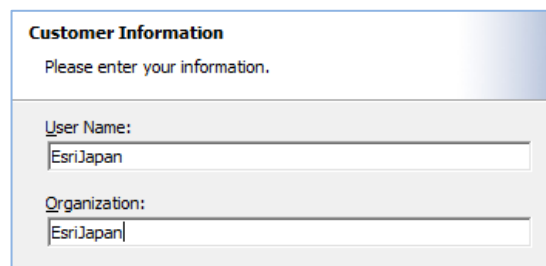 Customer Information
Please enter your information.
User Name:
EsriJapan
Organization:
EsriJapan